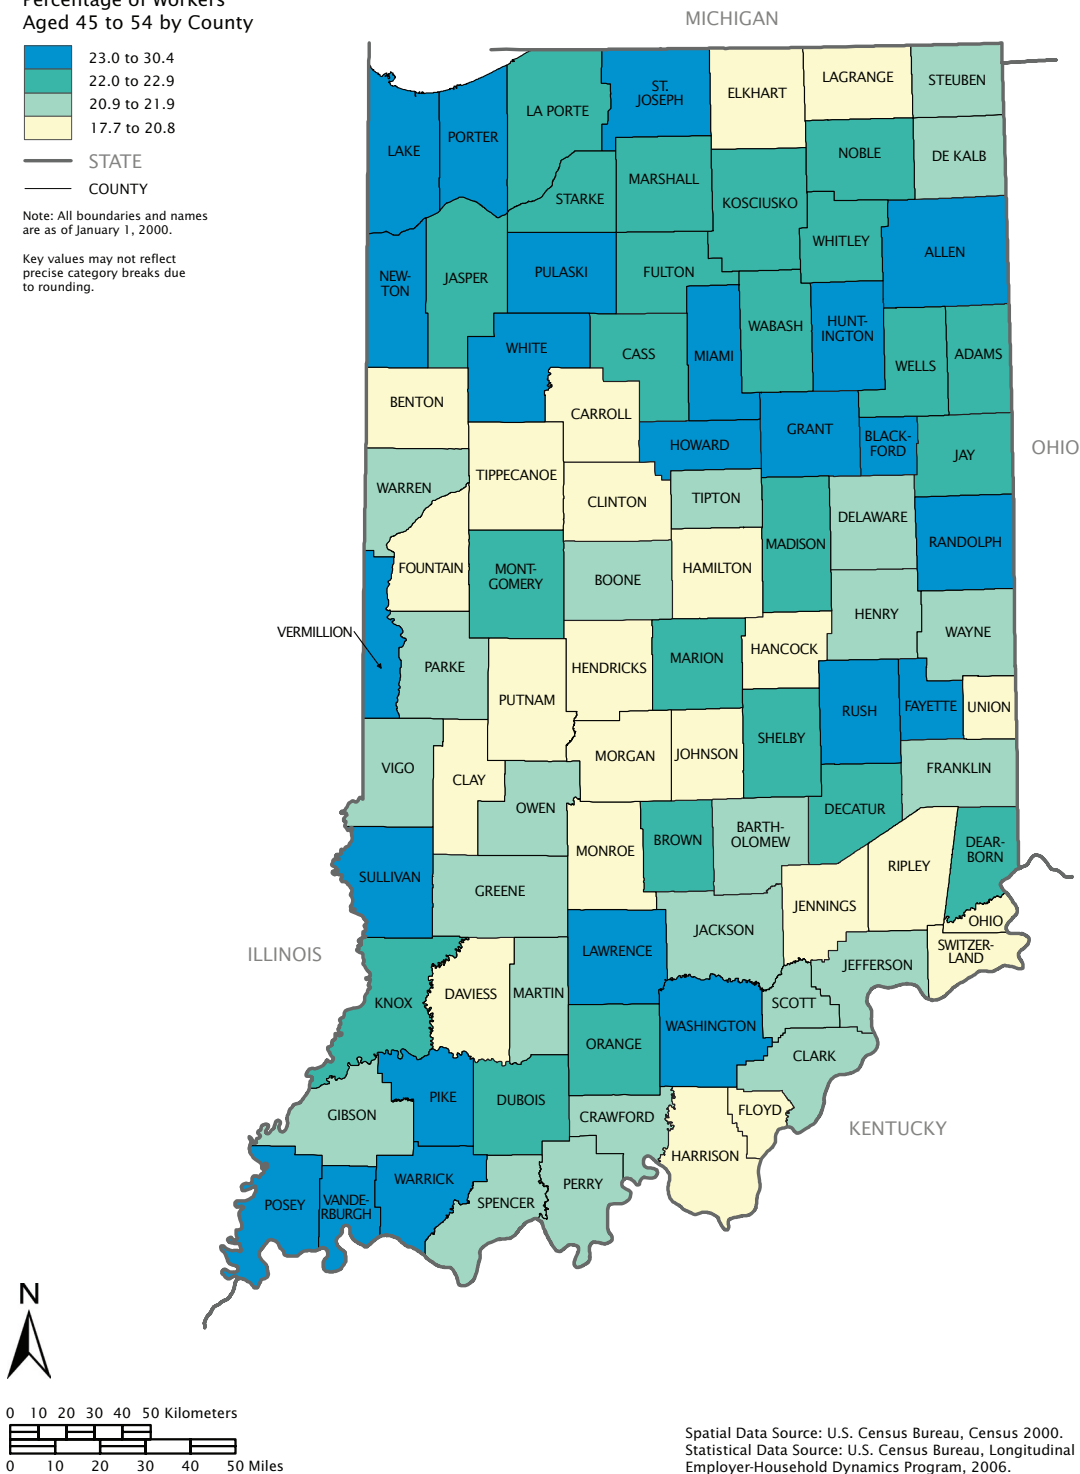 Percentage of Workers
Aged 45 to 54 by County
23.0 to 30.4
22.0 to 22.9
20.9 to 21.9
17.7 to 20.8
STATE
COUNTY
Note: All boundaries and names
are as of January 1, 2000.
Key values may not reflect
precise category breaks due
to rounding.
MICHIGAN
OHIO
ILLINOIS
KENTUCKY
LAKE
PORTER
LA PORTE
ST.
JOSEPH
ELKHART
LAGRANGE
STEUBEN
NOBLE
DE KALB
STARKE
MARSHALL
KOSCIUSKO
WHITLEY
ALLEN
NEW-
TON
JASPER
PULASKI
FULTON
WHITE
CASS
MIAMI
WABASH
HUNT-
INGTON
WELLS
ADAMS
BENTON
CARROLL
HOWARD
GRANT
BLACK-
FORD
JAY
WARREN
TIPPECANOE
CLINTON
TIPTON
MADISON
DELAWARE
RANDOLPH
FOUNTAIN
MONT-
GOMERY
BOONE
HAMILTON
HENRY
WAYNE
VERMILLION
PARKE
PUTNAM
HENDRICKS
MARION
HANCOCK
RUSH
FAYETTE
UNION
VIGO
CLAY
OWEN
MORGAN
JOHNSON
SHELBY
DECATUR
FRANKLIN
SULLIVAN
GREENE
MONROE
BROWN
BARTH-
OLOMEW
JENNINGS
RIPLEY
DEAR-
BORN
OHIO
SWITZER-
LAND
KNOX
DAVIESS
MARTIN
LAWRENCE
JACKSON
JEFFERSON
SCOTT
ORANGE
WASHINGTON
CLARK
GIBSON
PIKE
DUBOIS
CRAWFORD
FLOYD
HARRISON
POSEY
VANDE-
RBURGH
WARRICK
SPENCER
PERRY
N
0 10 20 30 40 50 Kilometers
0 10 20 30 40 50 Miles
Spatial Data Source: U.S. Census Bureau, Census 2000.
Statistical Data Source: U.S. Census Bureau, Longitudinal
Employer-Household Dynamics Program, 2006.